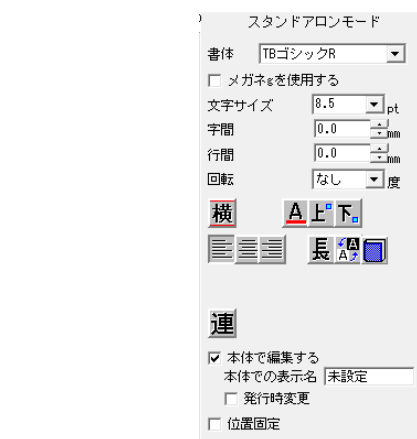 スタンドアロンモード
書体 TBゴシックR
メガネgを使用する
文字サイズ 8.5 pt
字間 0.0 mm
行間 0.0 mm
回転 なし 度
横 A 上 下
長 A A
連
本体で編集する
本体での表示名 未設定
発行時変更
位置固定